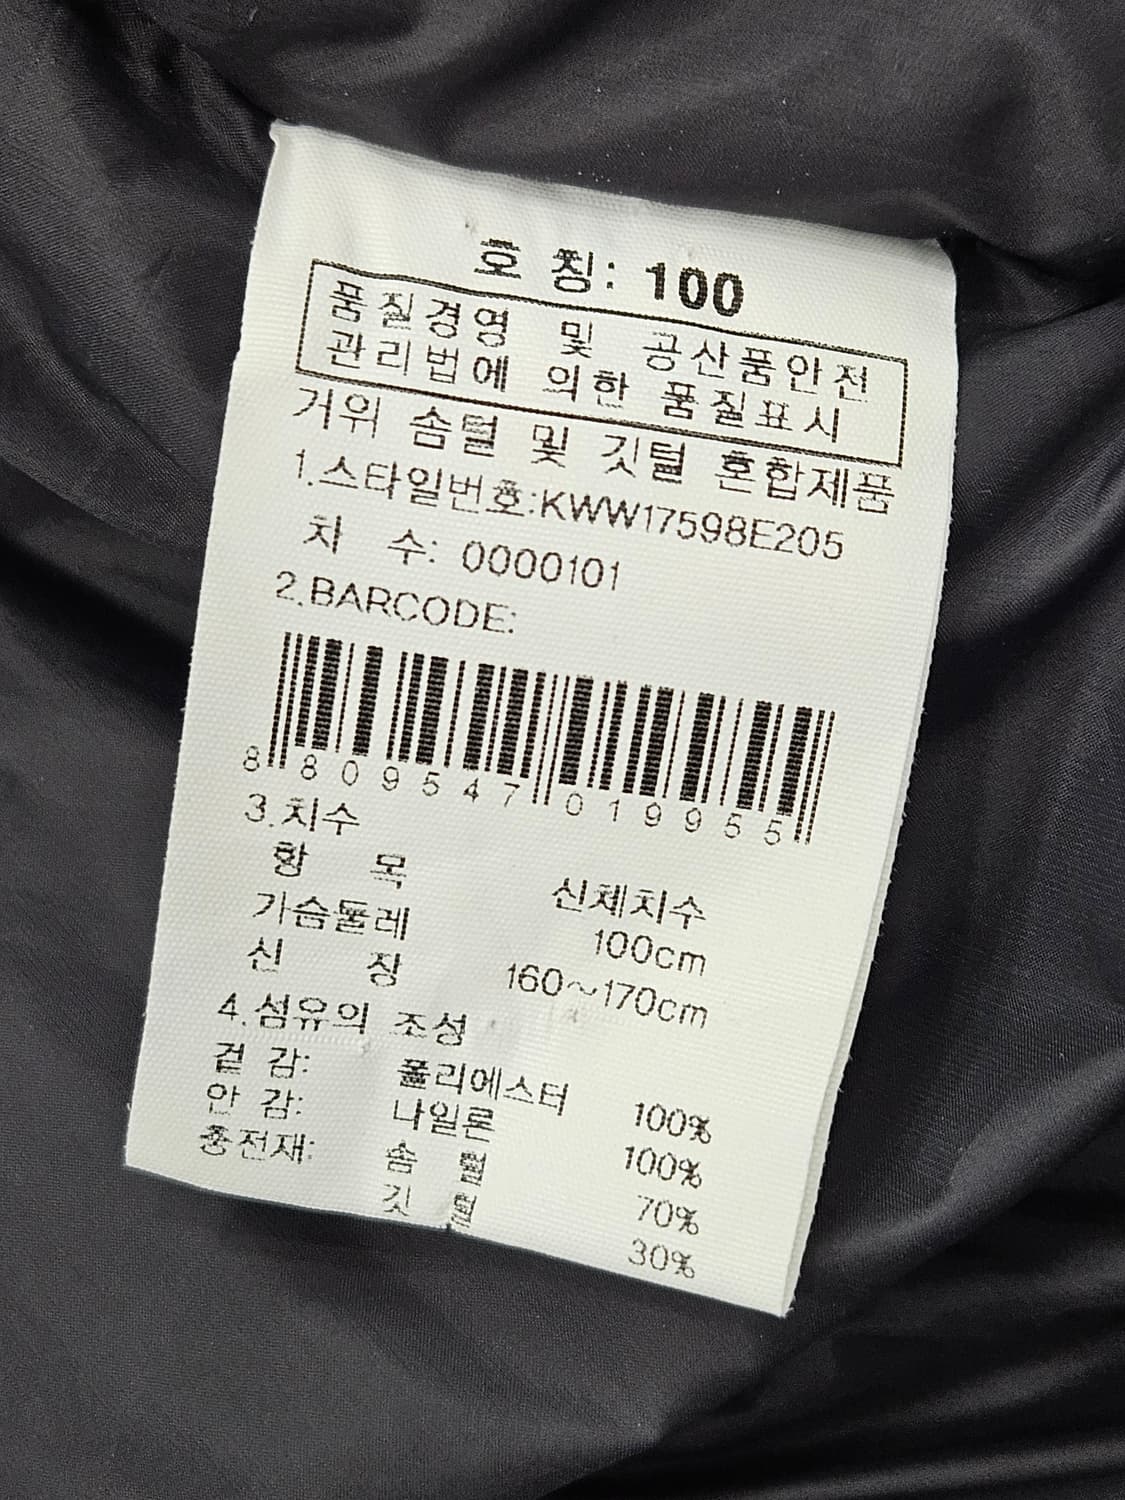 호 칭: 100
품질경영 및 공산품안전
관리법에 의한 품질표시
거위 솜털 및 깃털 혼합제품
1.스타일번호:KWW17598E205
차 수: 0000101
2.BARCODE:
8 809547 019955
3.치수
항 목 신체치수
가슴둘레 100cm
신 장 160~170cm
4.섬유의 조성
겉 감: 폴리에스터 100%
안 감: 나일론 100%
충전재: 솜 털 70%
깃 털 30%